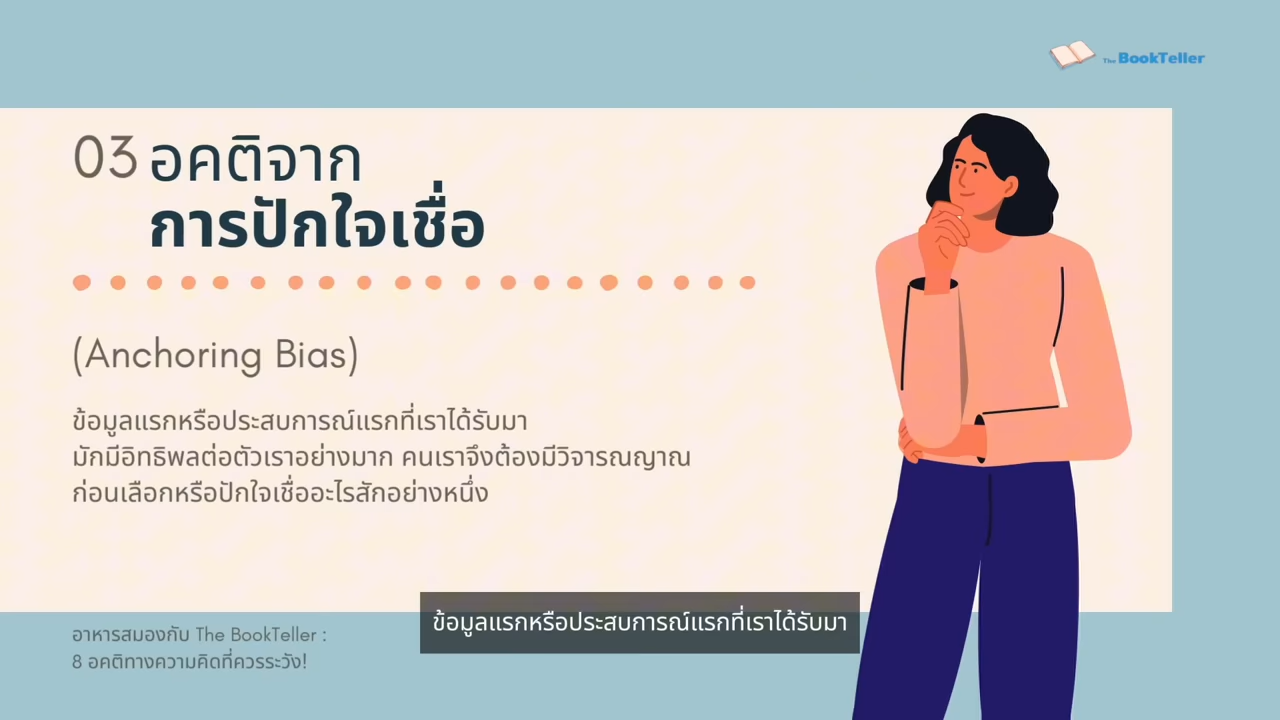 The BookTeller
03 อคติจาก
การปักใจเชื่อ
(Anchoring Bias)
ข้อมูลแรกหรือประสบการณ์แรกที่เราได้รับมา
มักมีอิทธิพลต่อตัวเราอย่างมาก คนเราจึงต้องมีวิจารณญาณ
ก่อนเลือกหรือปักใจเชื่ออะไรสักอย่างหนึ่ง
ข้อมูลแรกหรือประสบการณ์แรกที่เราได้รับมา
อาหารสมองกับ The BookTeller :
8 อคติทางความคิดที่ควรระวัง!